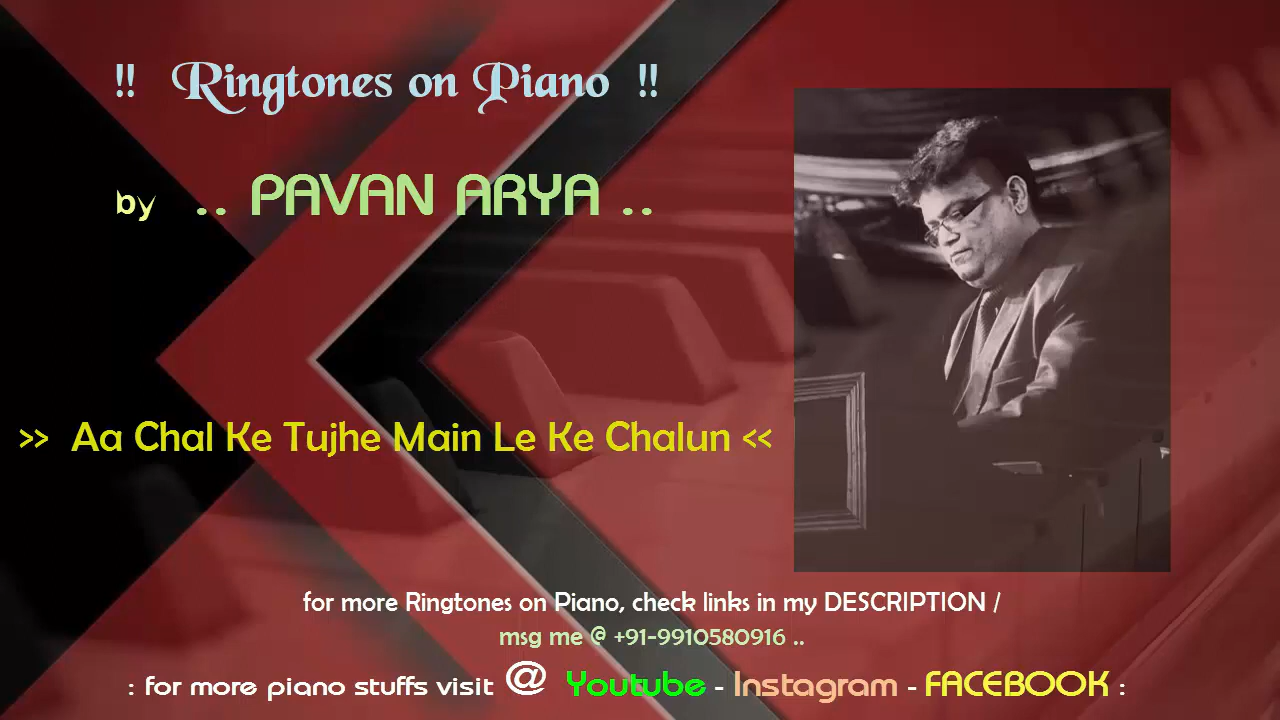 !! Ringtones on Piano !!
by .. PAVAN ARYA ..
>> Aa Chal Ke Tujhe Main Le Ke Chalun <<
for more Ringtones on Piano, check links in my DESCRIPTION /
msg me @ +91-9910580916 ..
: for more piano stuffs visit @ Youtube - Instagram - FACEBOOK :